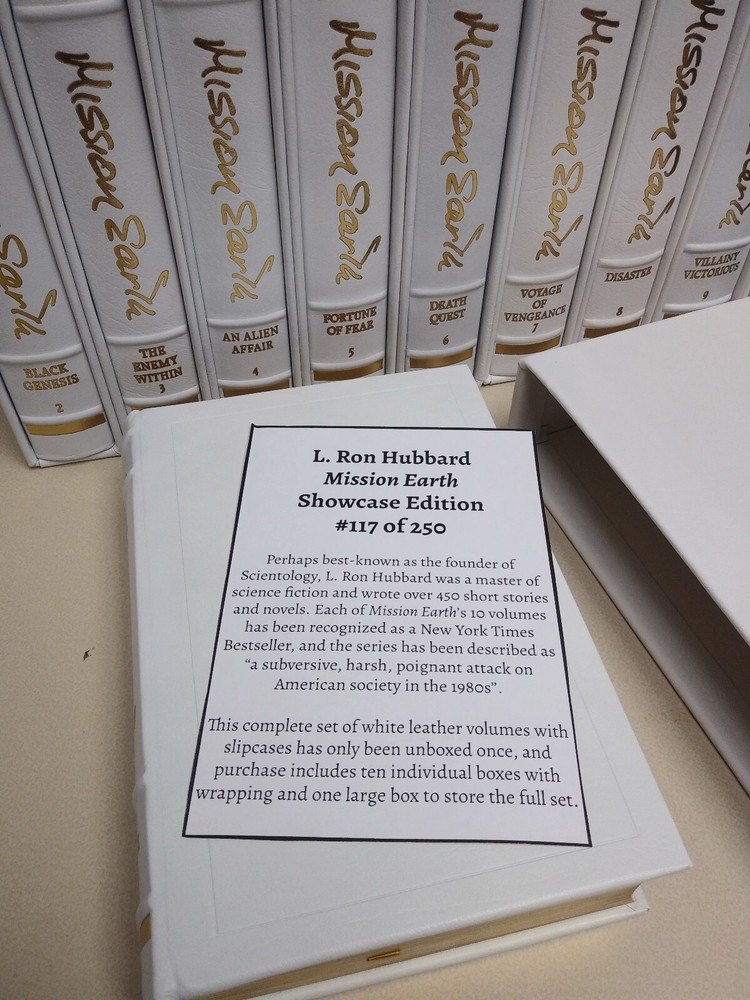 Earth
BLACK
GENESIS
2
Mission Earth
THE
ENEMY
WITHIN
3
Mission Earth
AN ALIEN
AFFAIR
4
Mission Earth
FORTUNE
OF FEAR
5
Mission Earth
DEATH
QUEST
6
Mission Earth
VOYAGE
OF
VENGEANCE
7
Mission Earth
DISASTER
8
Mission Earth
VILLAINY
VICTORIOUS
9
L. Ron Hubbard
Mission Earth
Showcase Edition
#117 of 250
Perhaps best-known as the founder of
Scientology, L. Ron Hubbard was a master of
science fiction and wrote over 450 short stories
and novels. Each of Mission Earth's 10 volumes
has been recognized as a New York Times
Bestseller, and the series has been described as
“a subversive, harsh, poignant attack on
American society in the 1980s”.
This complete set of white leather volumes with
slipcases has only been unboxed once, and
purchase includes ten individual boxes with
wrapping and one large box to store the full set.